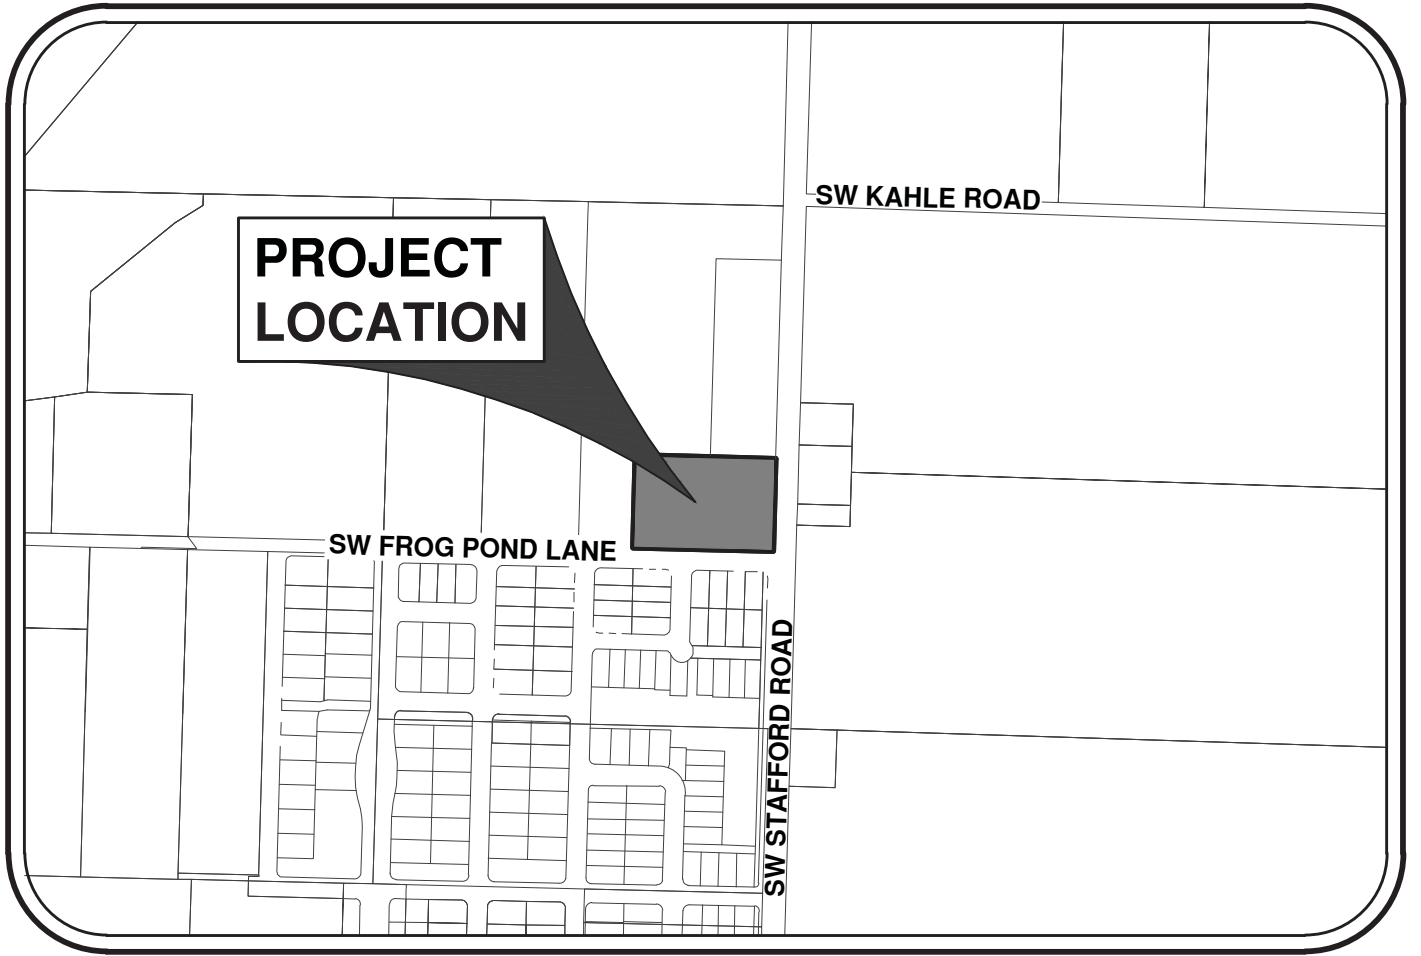 SW KAHLE ROAD
PROJECT
LOCATION
SW FROG POND LANE
SW STAFFORD ROAD